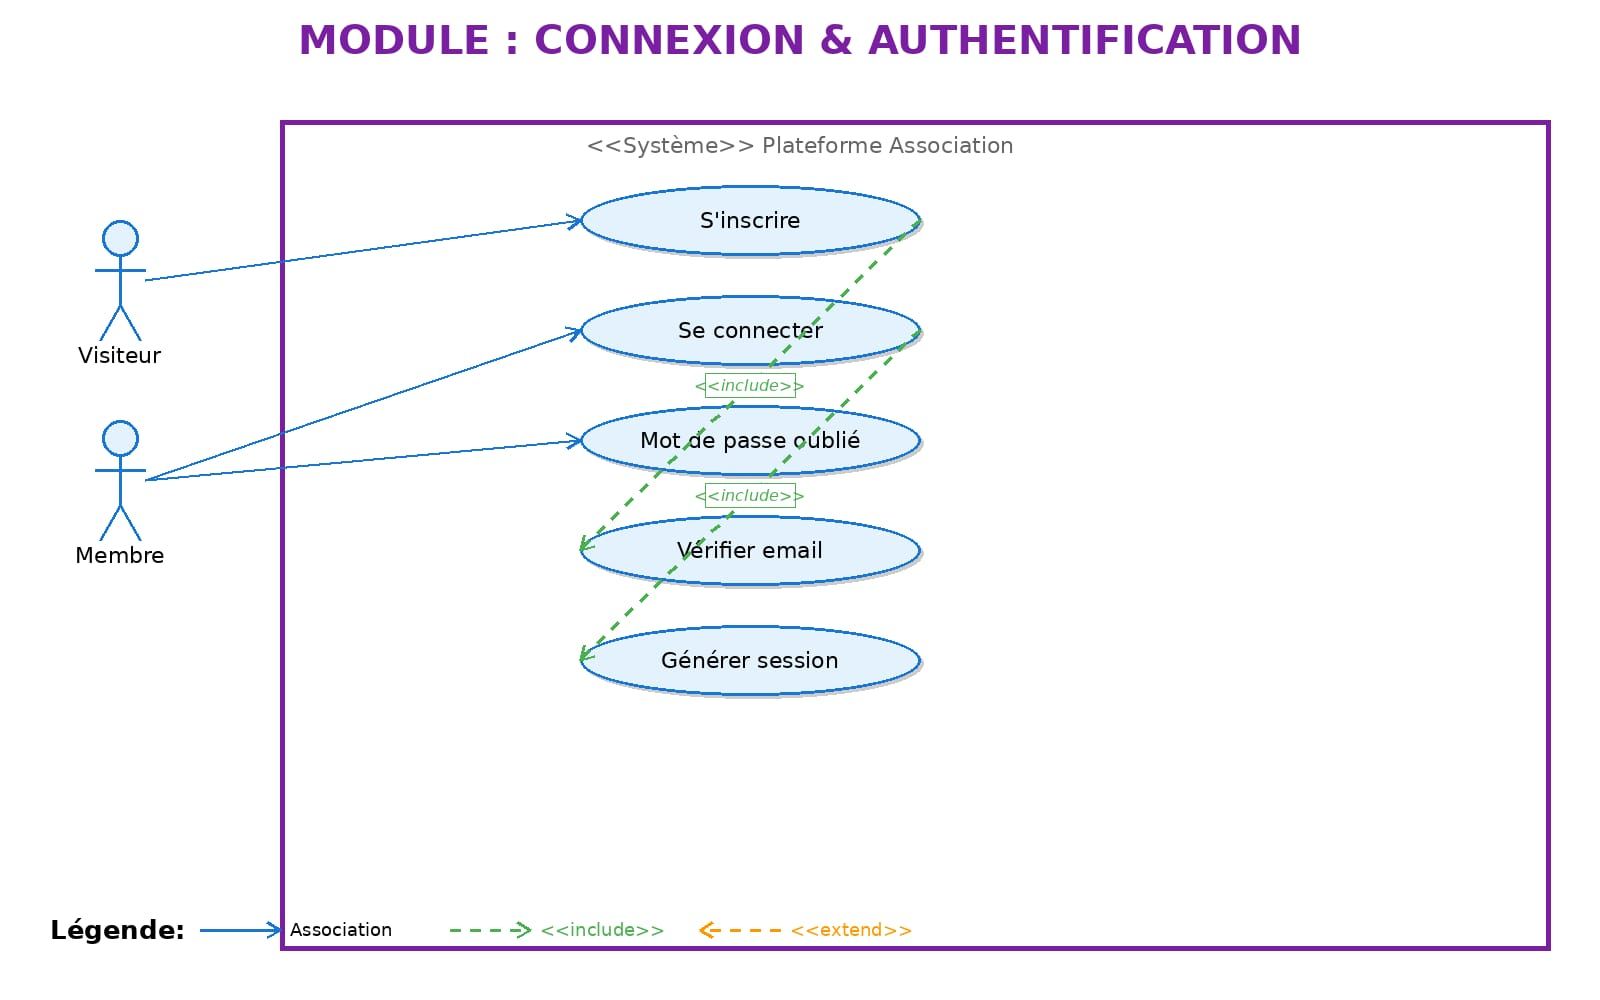 MODULE : CONNEXION & AUTHENTIFICATION
<<Système>> Plateforme Association
S'inscrire
Visiteur
Se connecter
<<include>>
Mot de passe oublié
<<include>>
Membre
Vérifier email
Générer session
Légende: Association <<include>> <<extend>>